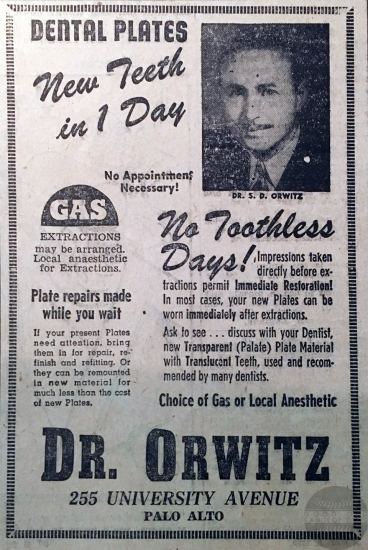 DENTAL PLATES
New Teeth
in 1 Day
DR. S. D. ORWITZ
No Appointment
Necessary!
GAS
EXTRACTIONS
may be arranged.
Local anaesthetic
for Extractions.
Plate repairs made
while you wait
If your present Plates
need attention, bring
them in for repair, re-
finish and refitting. Or
they can be remounted
in new material for
much less than the cost
of new Plates.
No Toothless
Days! Impressions taken
directly before ex-
tractions permit Immediate Restoration!
In most cases, your new Plates can be
worn immediately after extractions.
Ask to see . . . discuss with your Dentist,
new Transparent (Palate) Plate Material
with Translucent Teeth, used and recom-
mended by many dentists.
Choice of Gas or Local Anesthetic
DR. ORWITZ
255 UNIVERSITY AVENUE
PALO ALTO